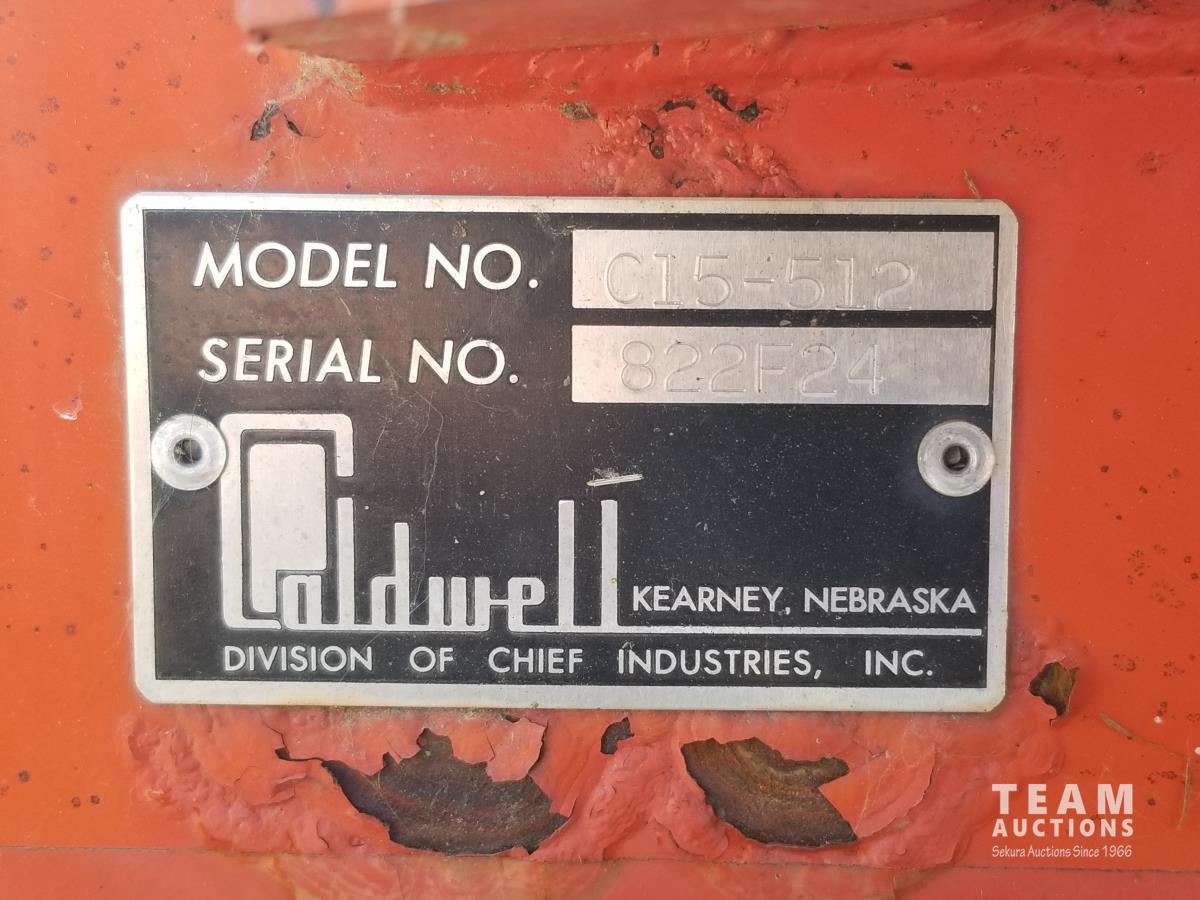 MODEL NO. C15-512
SERIAL NO. 822F24
Caldwell KEARNEY, NEBRASKA
DIVISION OF CHIEF INDUSTRIES, INC.
TEAM
AUCTIONS
Sekura Auctions Since 1966